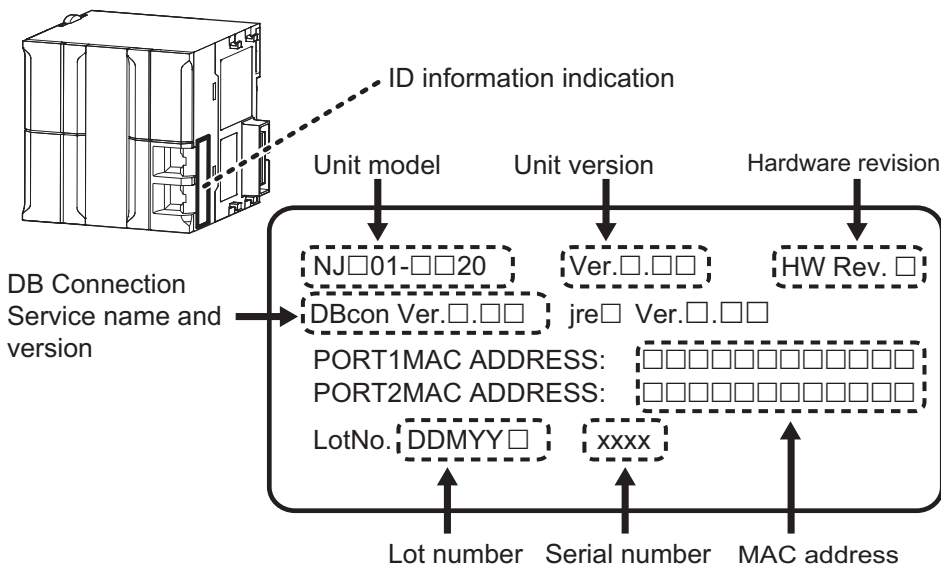 ID information indication
Unit model
Unit version
Hardware revision
NJ□01-□□20
Ver.□.□□
HW Rev. □
DB Connection
Service name and
version
DBcon Ver.□.□□
jre□ Ver.□.□□
PORT1MAC ADDRESS: □□□□□□□□□□□□
PORT2MAC ADDRESS: □□□□□□□□□□□□
LotNo. DDMYY□ xxxx
Lot number
Serial number
MAC address